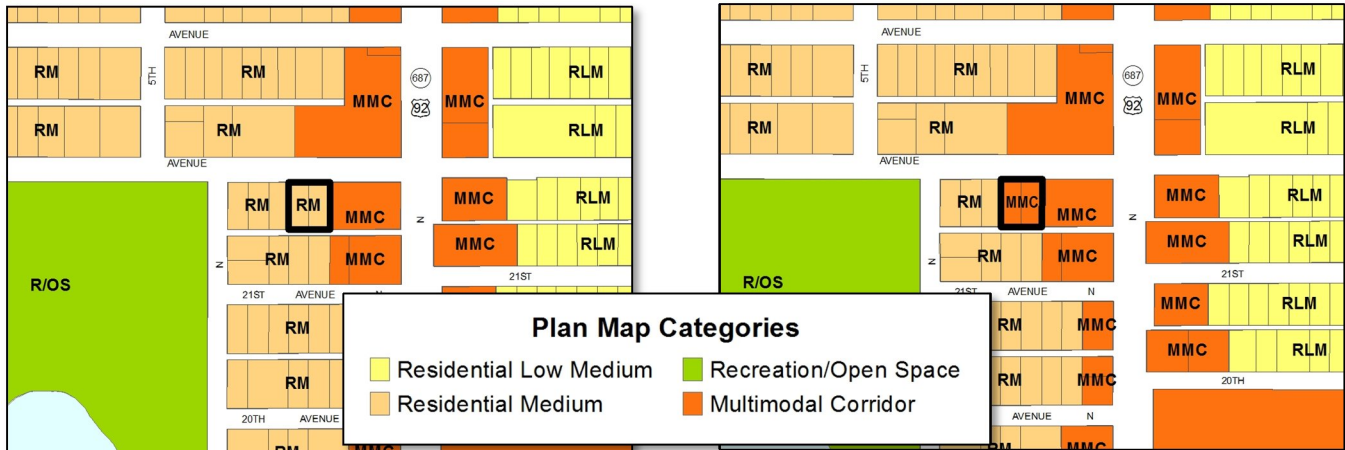 AVENUE
RM
5TH
RM
687
92
MMC
MMC
RLM
RM
RM
RLM
AVENUE
RM
RM
MMC
N
MMC
RLM
RM
MMC
MMC
RLM
N
R/OS
21ST
21ST AVENUE N
RM
RM
20TH AVENUE
RM
AVENUE
RM
5TH
RM
687
92
MMC
MMC
RLM
RM
RM
RLM
AVENUE
RM
MMC
MMC
N
MMC
RLM
RM
MMC
MMC
RLM
N
R/OS
21ST
21ST AVENUE N
RM
MMC
MMC
RLM
RM
MMC
MMC
RLM
20TH
AVENUE N
RM
MMC
Plan Map Categories
Residential Low Medium
Recreation/Open Space
Residential Medium
Multimodal Corridor